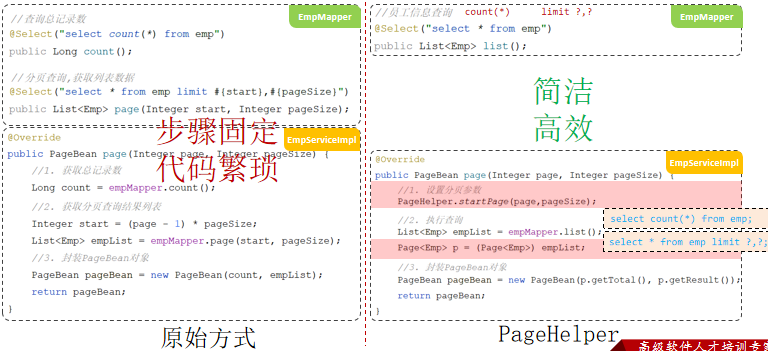 //查询总记录数
EmpMapper
@Select("select count(*) from emp")
public Long count();
//分页查询,获取列表数据
@Select("select * from emp limit #{start},#{pageSize}")
public List<Emp> page(Integer start, Integer pageSize);
步骤固定
代码繁琐
@Override
EmpServiceImpl
public PageBean page(Integer page, Integer pageSize) {
//1. 获取总记录数
Long count = empMapper.count();
//2. 获取分页查询结果列表
Integer start = (page - 1) * pageSize;
List<Emp> empList = empMapper.page(start, pageSize);
//3. 封装PageBean对象
PageBean pageBean = new PageBean(count, empList);
return pageBean;
}
原始方式
//员工信息查询 count(*) limit ?,?
EmpMapper
@Select("select * from emp")
public List<Emp> list();
简洁
高效
@Override
EmpServiceImpl
public PageBean page(Integer page, Integer pageSize) {
//1. 设置分页参数
PageHelper.startPage(page,pageSize);
//2. 执行查询
List<Emp> empList = empMapper.list();
Page<Emp> p = (Page<Emp>) empList;
select count(*) from emp;
select * from emp limit ?,?;
//3. 封装PageBean对象
PageBean pageBean = new PageBean(p.getTotal(), p.getResult());
return pageBean;
}
PageHelper
高级软件人才培训专家